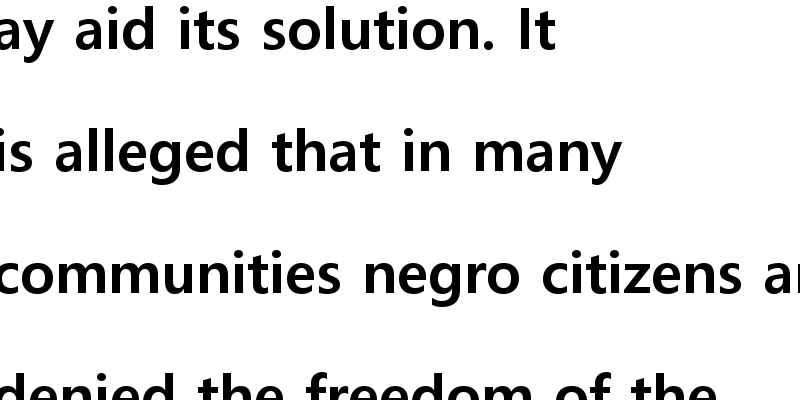 ay aid its solution. It
is alleged that in many
communities negro citizens ar
denied the freedom of the